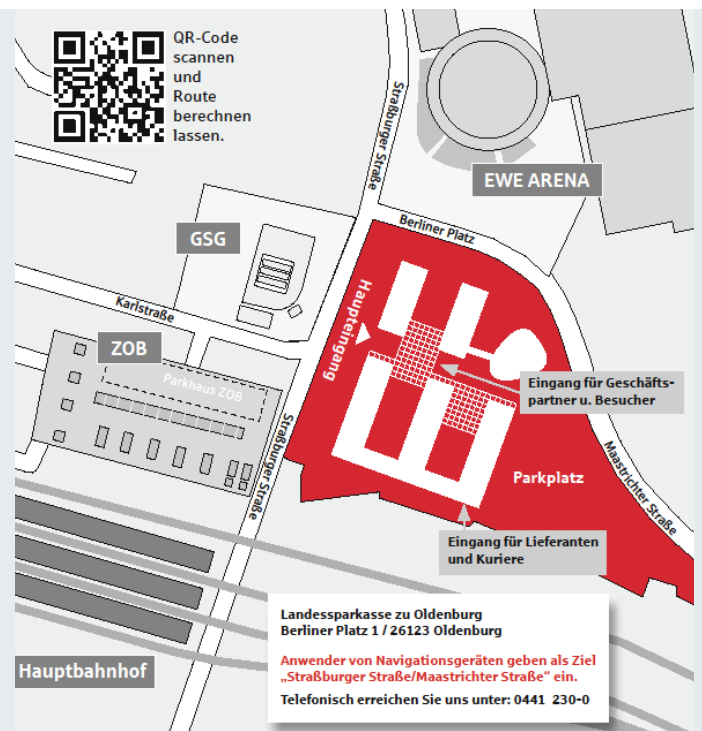 QR-Code
scannen
und
Route
berechnen
lassen.
Straßburger Straße
EWE ARENA
Berliner Platz
GSG
Haupteingang
Karlstraße
ZOB
Parkhaus ZOB
Eingang für Geschäfts-
partner u. Besucher
Straßburger Straße
Maastrichter Straße
Parkplatz
Eingang für Lieferanten
und Kuriere
Hauptbahnhof
Landessparkasse zu Oldenburg
Berliner Platz 1 / 26123 Oldenburg
Anwender von Navigationsgeräten geben als Ziel
„Straßburger Straße/Maastrichter Straße“ ein.
Telefonisch erreichen Sie uns unter: 0441 230-0